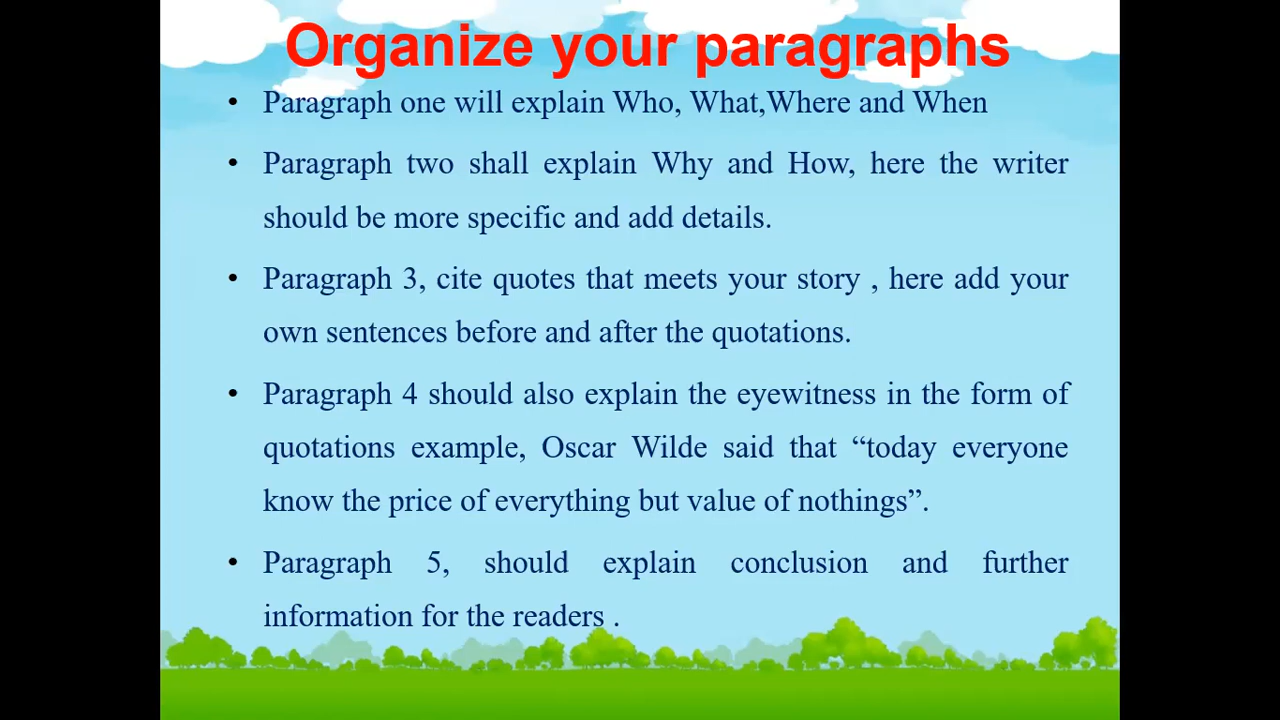 Organize your paragraphs
• Paragraph one will explain Who, What,Where and When
• Paragraph two shall explain Why and How, here the writer
should be more specific and add details.
• Paragraph 3, cite quotes that meets your story , here add your
own sentences before and after the quotations.
• Paragraph 4 should also explain the eyewitness in the form of
quotations example, Oscar Wilde said that “today everyone
know the price of everything but value of nothings”.
• Paragraph 5, should explain conclusion and further
information for the readers .